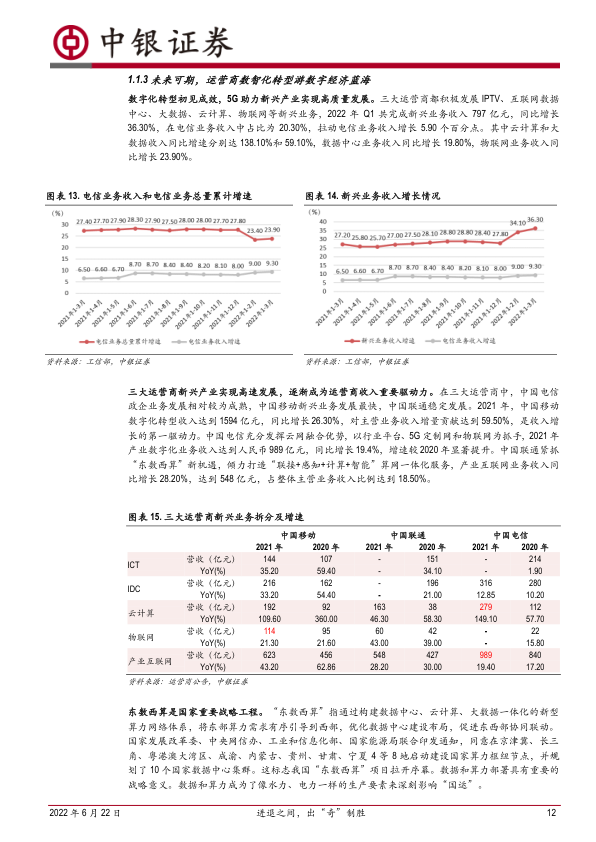 中银证券
1.1.3 未来可期，运营商数智化转型游数字经济蓝海
数字化转型初见成效，5G 助力新兴产业实现高质量发展。三大运营商都积极发展 IPTV、互联网数据
中心、大数据、云计算、物联网等新兴业务，2022 年 Q1 共完成新兴业务收入 797 亿元，同比增长
36.30%，在电信业务收入中占比为 20.30%，拉动电信业务收入增长 5.90 个百分点。其中云计算和大
数据收入同比增速分别达 138.10%和 59.10%，数据中心业务收入同比增长 19.80%，物联网业务收入同
比增长 23.90%。
图表 13. 电信业务收入和电信业务总量累计增速
(%)
35
30
25
20
15
10
5
0
27.40 27.70 27.90 28.30 27.90 27.50 28.00 28.00 27.70 27.80 23.40 23.90
6.50 6.60 6.70 8.70 8.70 8.40 8.40 8.20 8.10 8.00 9.00 9.30
2021年1-3月 2021年1-4月 2021年1-5月 2021年1-6月 2021年1-7月 2021年1-8月 2021年1-9月 2021年1-10月 2021年1-11月 2021年1-12月 2022年1-2月 2022年1-3月
电信业务总量累计增速 电信业务收入增速
资料来源：工信部，中银证券
图表 14. 新兴业务收入增长情况
(%)
40
35
30
25
20
15
10
5
0
27.20 25.80 25.70 27.00 27.50 28.10 28.80 28.80 28.40 27.80 34.10 36.30
6.50 6.60 6.70 8.70 8.70 8.40 8.40 8.20 8.10 8.00 9.00 9.30
2021年1-3月 2021年1-4月 2021年1-5月 2021年1-6月 2021年1-7月 2021年1-8月 2021年1-9月 2021年1-10月 2021年1-11月 2021年1-12月 2022年1-2月 2022年1-3月
新兴业务收入增速 电信业务收入增速
资料来源：工信部，中银证券
三大运营商新兴产业实现高速发展，逐渐成为运营商收入重要驱动力。在三大运营商中，中国电信
政企业务发展相对较为成熟，中国移动新兴业务发展最快，中国联通稳定发展。2021 年，中国移动
数字化转型收入达到 1594 亿元，同比增长 26.30%，对主营业务收入增量贡献达到 59.50%，是收入增
长的第一驱动力。中国电信充分发挥云网融合优势，以行业平台、5G 定制网和物联网为抓手，2021 年
产业数字化业务收入达到人民币 989 亿元，同比增长 19.4%，增速较 2020 年显著提升。中国联通紧抓
“东数西算”新机遇，倾力打造“联接+感知+计算+智能”算网一体化服务，产业互联网业务收入同
比增长 28.20%，达到 548 亿元，占整体主营业务收入比例达到 18.50%。
图表 15. 三大运营商新兴业务拆分及增速
中国移动 中国联通 中国电信
2021 年 2020 年 2021 年 2020 年 2021 年 2020 年
ICT 营收（亿元） 144 107 - 151 - 214
YoY(%) 35.20 59.40 - 34.10 - 1.90
IDC 营收（亿元） 216 162 - 196 316 280
YoY(%) 33.20 54.40 - 21.00 12.85 10.20
云计算 营收（亿元） 192 92 163 38 279 112
YoY(%) 109.60 360.00 46.30 58.30 149.10 57.70
物联网 营收（亿元） 114 95 60 42 - 22
YoY(%) 21.30 21.60 43.00 39.00 - 15.80
产业互联网 营收（亿元） 623 456 548 427 989 840
YoY(%) 43.20 62.86 28.20 30.00 19.40 17.20
资料来源：运营商公告，中银证券
东数西算是国家重要战略工程。“东数西算”指通过构建数据中心、云计算、大数据一体化的新型
算力网络体系，将东部算力需求有序引导到西部，优化数据中心建设布局，促进东西部协同联动。
国家发展改革委、中央网信办、工业和信息化部、国家能源局联合印发通知，同意在京津冀、长三
角、粤港澳大湾区、成渝、内蒙古、贵州、甘肃、宁夏 4 等 8 地启动建设国家算力枢纽节点，并规
划了 10 个国家数据中心集群。这标志我国“东数西算”项目拉开序幕。数据和算力部署具有重要的
战略意义。数据和算力成为了像水力、电力一样的生产要素来深刻影响“国运”。
2022 年 6 月 22 日 进退之间，出“奇”制胜 12